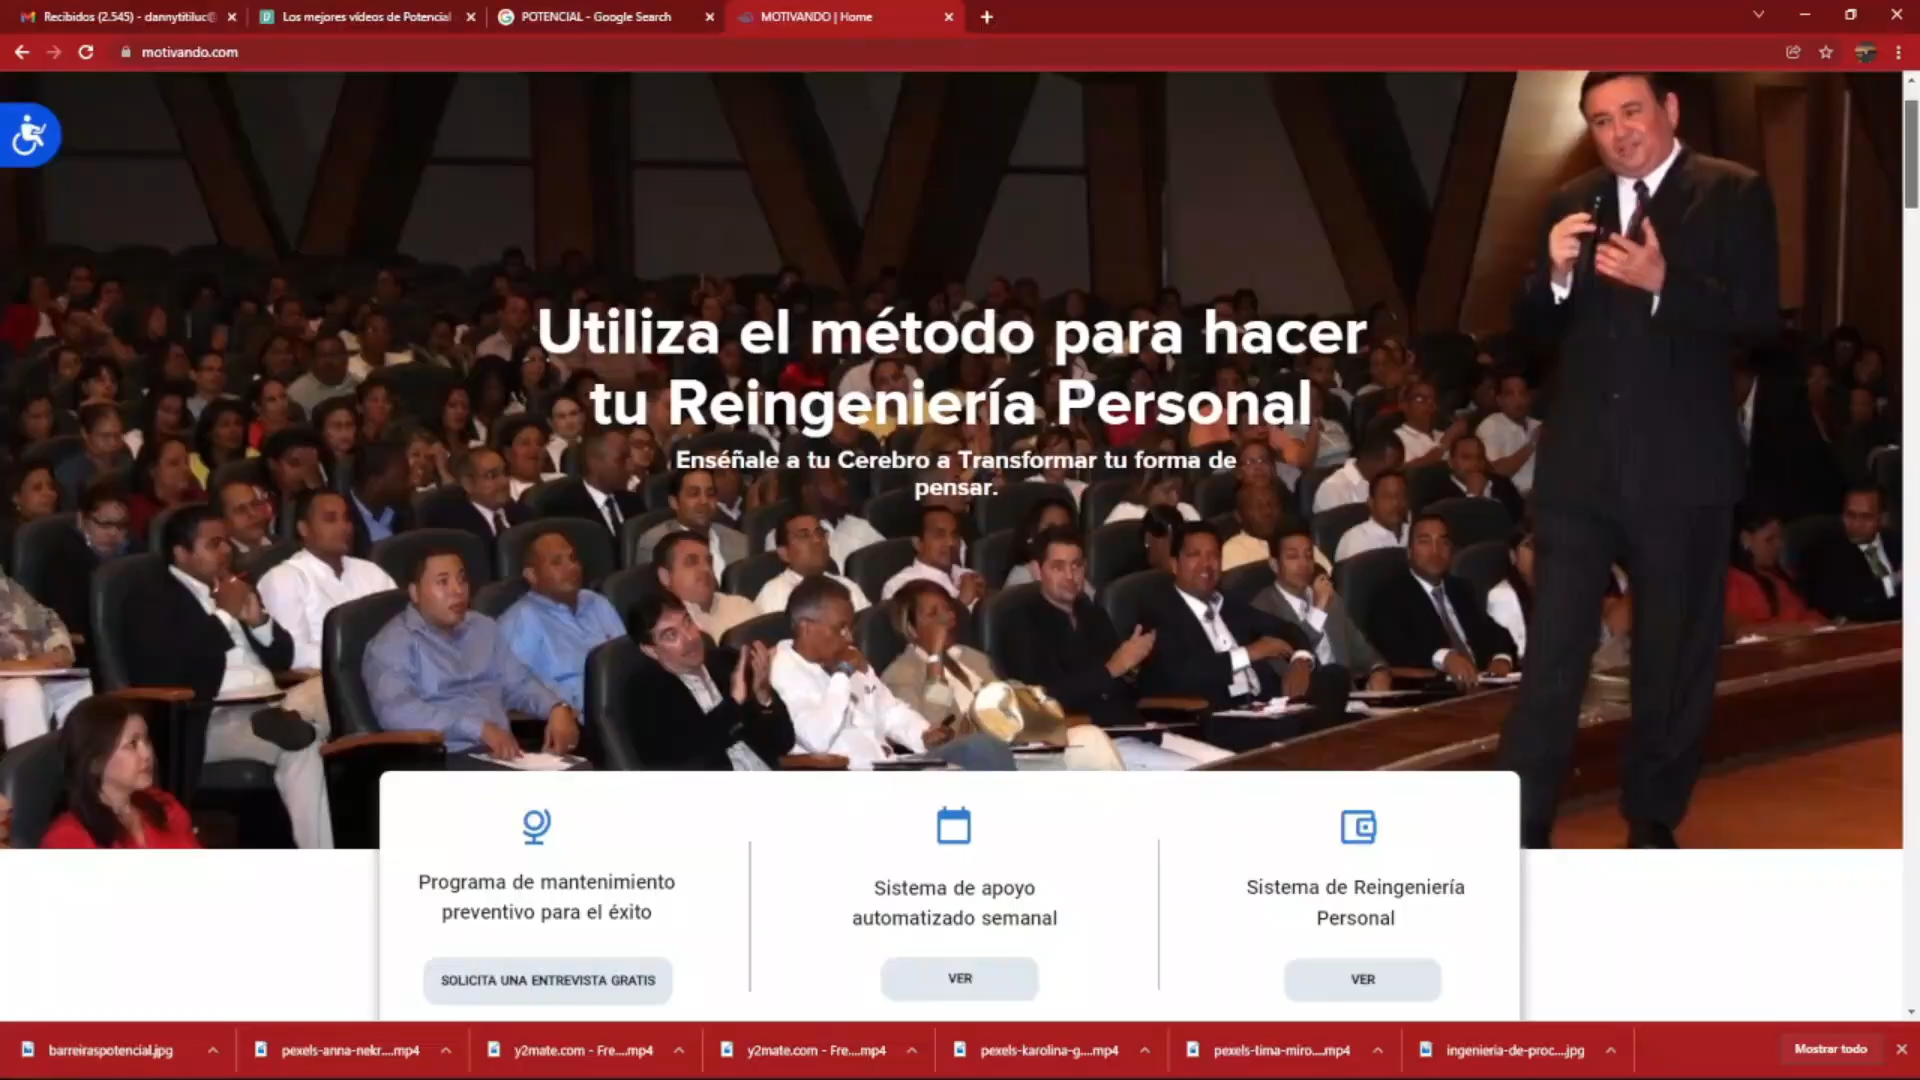 Recibidos (2.545) - dannytitiluc@
Los mejores vídeos de Potencial
POTENCIAL - Google Search
MOTIVANDO | Home
motivando.com
Utiliza el método para hacer
tu Reingeniería Personal
Enséñale a tu Cerebro a Transformar tu forma de
pensar.
Programa de mantenimiento
preventivo para el éxito
SOLICITA UNA ENTREVISTA GRATIS
Sistema de apoyo
automatizado semanal
VER
Sistema de Reingeniería
Personal
VER
barreiraspotencial.jpg
pexels-anna-nekr....mp4
y2mate.com - Fre....mp4
y2mate.com - Fre....mp4
pexels-karolina-g....mp4
pexels-tima-miro....mp4
ingenieria-de-proc....jpg
Mostrar todo